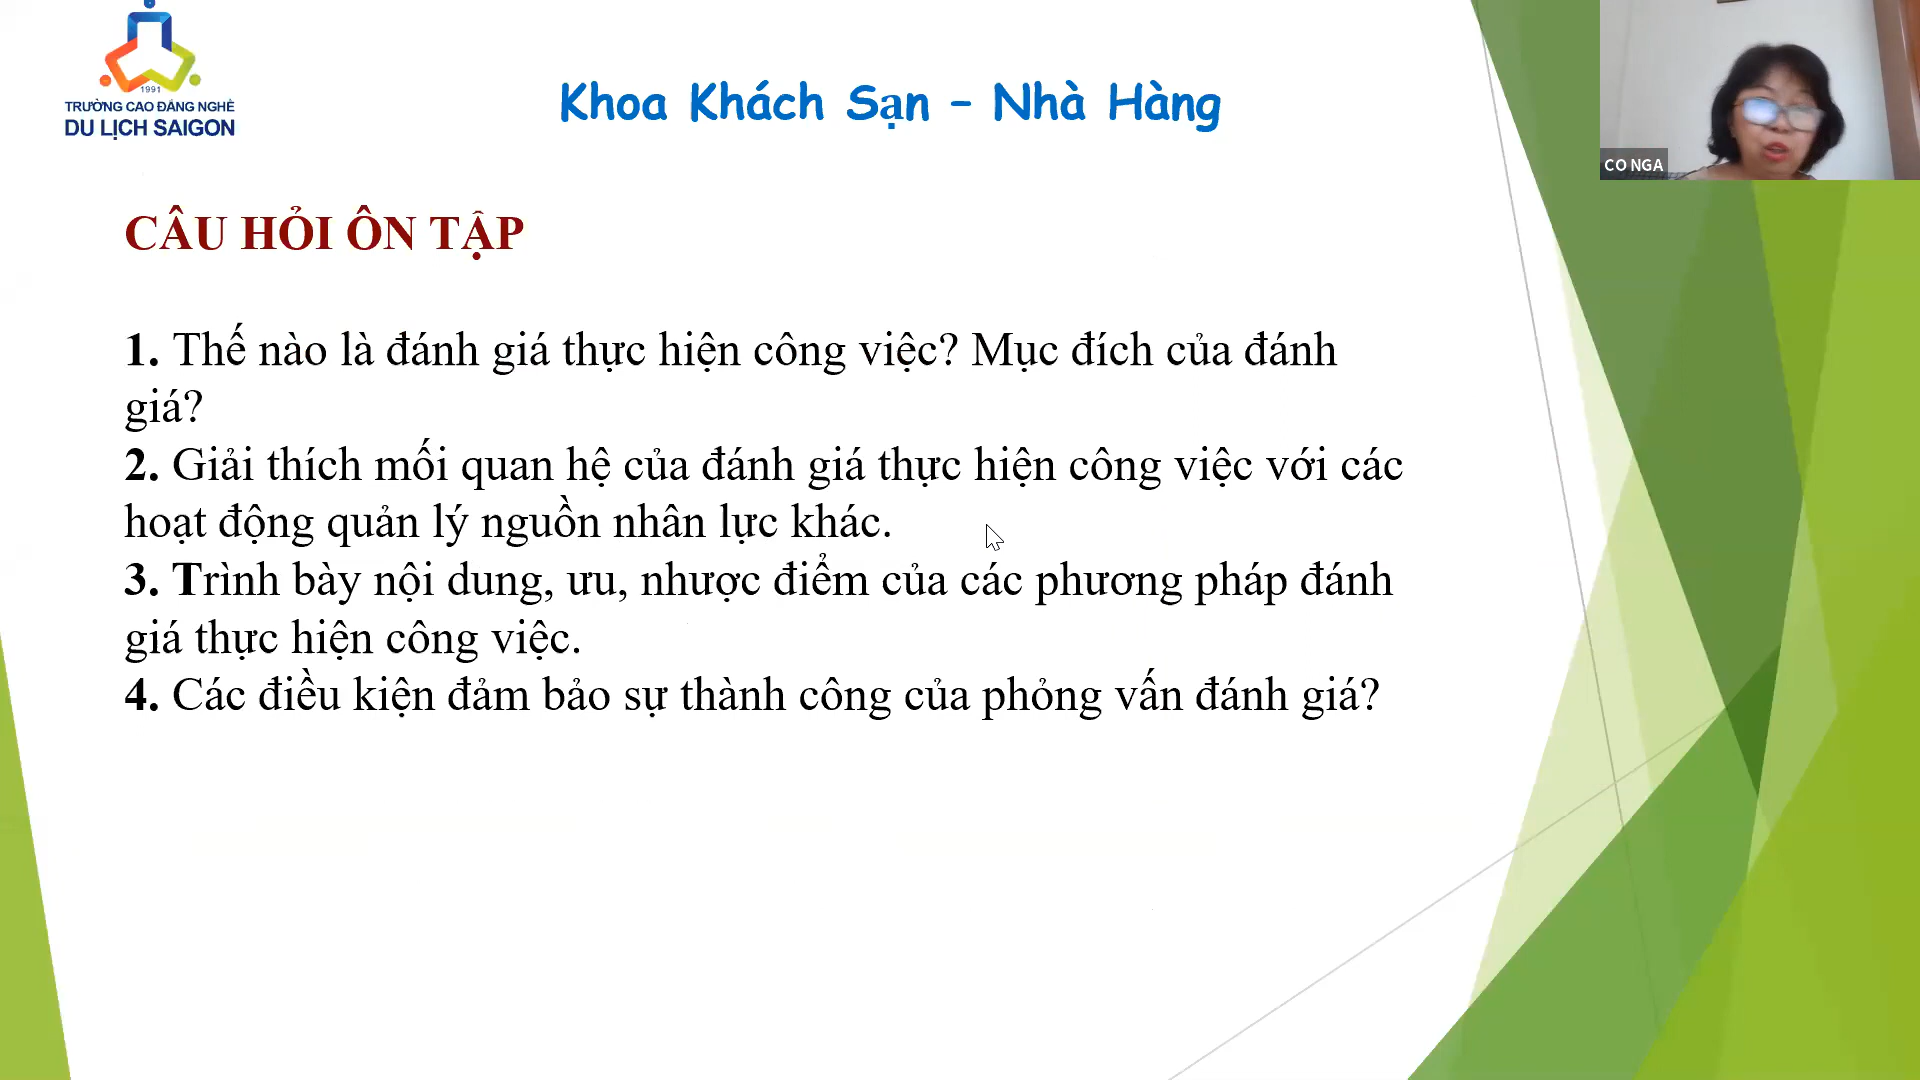 1991
TRƯỜNG CAO ĐẲNG NGHỀ
DU LỊCH SAIGON
Khoa Khách Sạn – Nhà Hàng
CO NGA
CÂU HỎI ÔN TẬP
1. Thế nào là đánh giá thực hiện công việc? Mục đích của đánh
giá?
2. Giải thích mối quan hệ của đánh giá thực hiện công việc với các
hoạt động quản lý nguồn nhân lực khác.
3. Trình bày nội dung, ưu, nhược điểm của các phương pháp đánh
giá thực hiện công việc.
4. Các điều kiện đảm bảo sự thành công của phỏng vấn đánh giá?